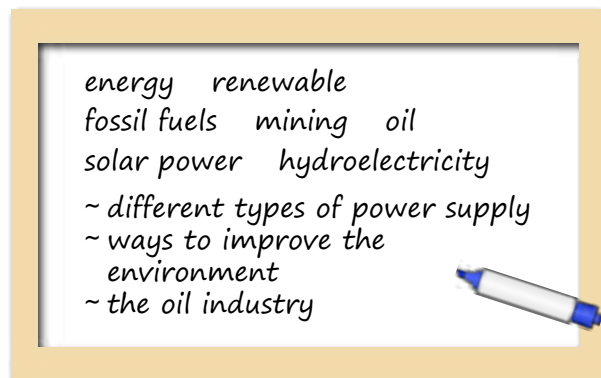 energy renewable
fossil fuels mining oil
solar power hydroelectricity
~ different types of power supply
~ ways to improve the
environment
~ the oil industry